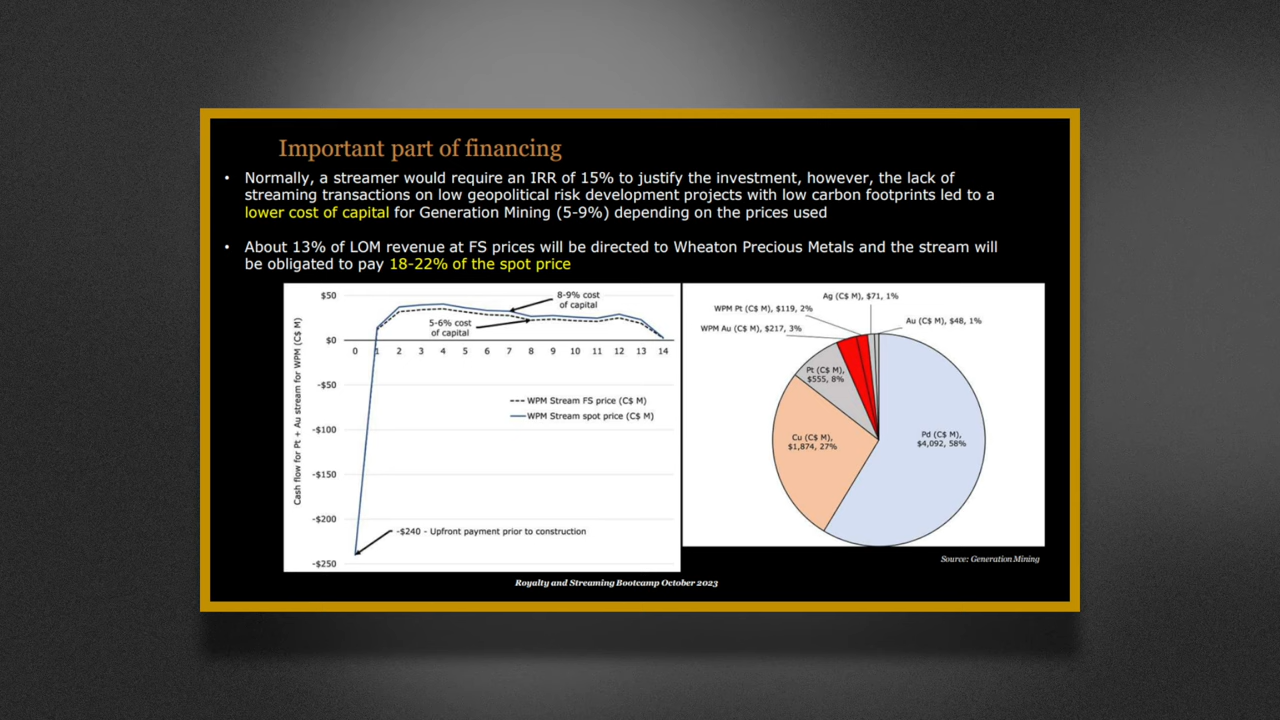 Important part of financing
• Normally, a streamer would require an IRR of 15% to justify the investment, however, the lack of
streaming transactions on low geopolitical risk development projects with low carbon footprints led to a
lower cost of capital for Generation Mining (5-9%) depending on the prices used
• About 13% of LOM revenue at FS prices will be directed to Wheaton Precious Metals and the stream will
be obligated to pay 18-22% of the spot price
Cash flow for Pt + Au stream for WPM (C$ M)
$50
$0
-$50
-$100
-$150
-$200
-$250
0 1 2 3 4 5 6 7 8 9 10 11 12 13 14
8-9% cost
of capital
5-6% cost
of capital
WPM Stream FS price (C$ M)
WPM Stream spot price (C$ M)
-$240 - Upfront payment prior to construction
Ag (C$ M), $71, 1%
WPM Pt (C$ M), $119, 2%
Au (C$ M), $48, 1%
WPM Au (C$ M), $217, 3%
Pt (C$ M),
$555, 8%
Cu (C$ M),
$1,874, 27%
Pd (C$ M),
$4,092, 58%
Source: Generation Mining
Royalty and Streaming Bootcamp October 2023